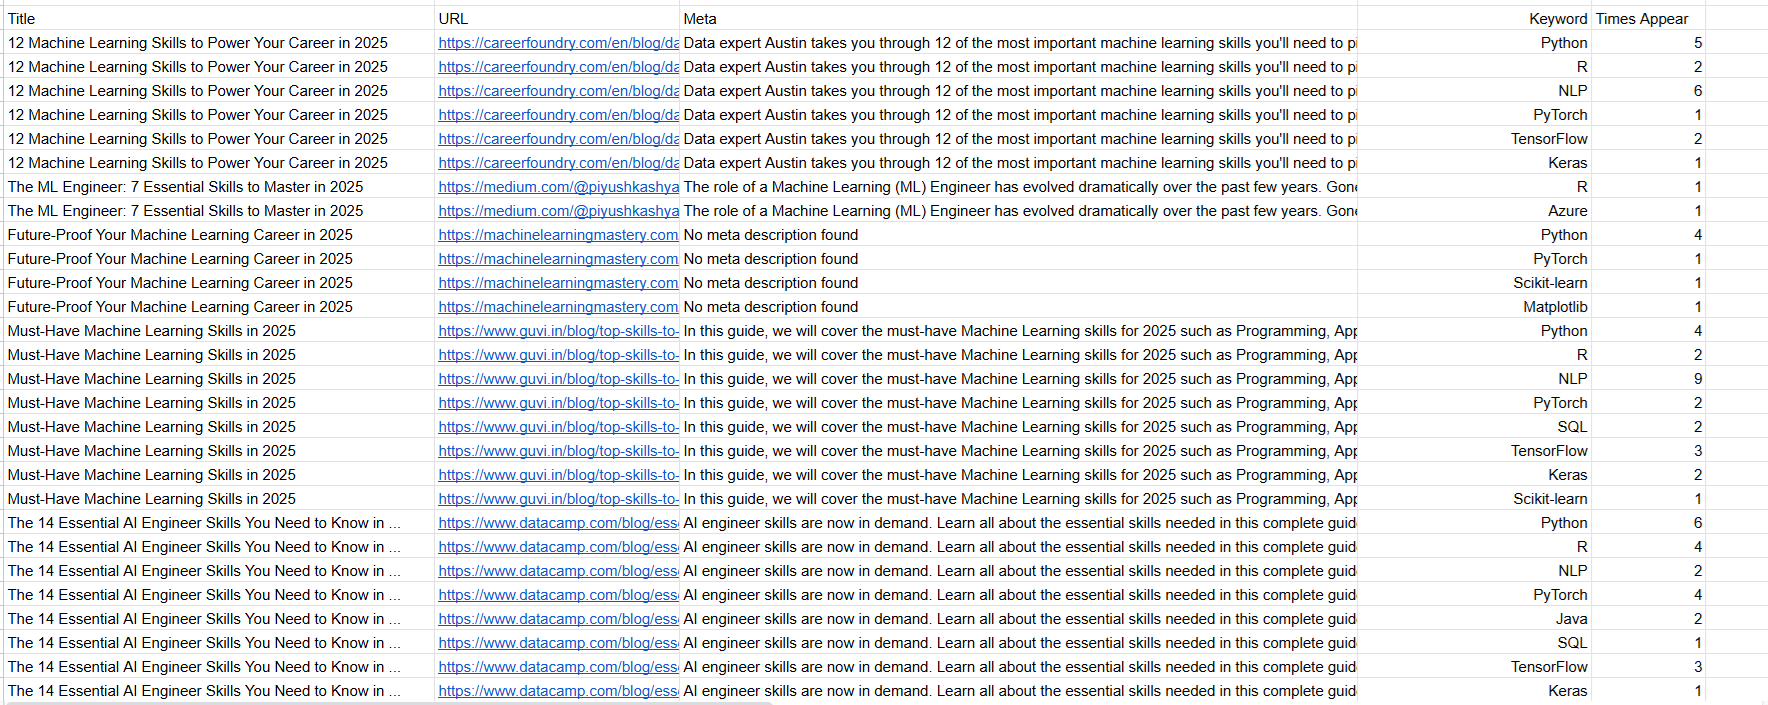 Title URL Meta Keyword Times Appear
12 Machine Learning Skills to Power Your Career in 2025 https://careerfoundry.com/en/blog/da Data expert Austin takes you through 12 of the most important machine learning skills you'll need to pi Python 5
12 Machine Learning Skills to Power Your Career in 2025 https://careerfoundry.com/en/blog/da Data expert Austin takes you through 12 of the most important machine learning skills you'll need to pi R 2
12 Machine Learning Skills to Power Your Career in 2025 https://careerfoundry.com/en/blog/da Data expert Austin takes you through 12 of the most important machine learning skills you'll need to pi NLP 6
12 Machine Learning Skills to Power Your Career in 2025 https://careerfoundry.com/en/blog/da Data expert Austin takes you through 12 of the most important machine learning skills you'll need to pi PyTorch 1
12 Machine Learning Skills to Power Your Career in 2025 https://careerfoundry.com/en/blog/da Data expert Austin takes you through 12 of the most important machine learning skills you'll need to pi TensorFlow 2
12 Machine Learning Skills to Power Your Career in 2025 https://careerfoundry.com/en/blog/da Data expert Austin takes you through 12 of the most important machine learning skills you'll need to pi Keras 1
The ML Engineer: 7 Essential Skills to Master in 2025 https://medium.com/@piyushkashya The role of a Machine Learning (ML) Engineer has evolved dramatically over the past few years. Gone R 1
The ML Engineer: 7 Essential Skills to Master in 2025 https://medium.com/@piyushkashya The role of a Machine Learning (ML) Engineer has evolved dramatically over the past few years. Gone Azure 1
Future-Proof Your Machine Learning Career in 2025 https://machinelearningmastery.com No meta description found Python 4
Future-Proof Your Machine Learning Career in 2025 https://machinelearningmastery.com No meta description found PyTorch 1
Future-Proof Your Machine Learning Career in 2025 https://machinelearningmastery.com No meta description found Scikit-learn 1
Future-Proof Your Machine Learning Career in 2025 https://machinelearningmastery.com No meta description found Matplotlib 1
Must-Have Machine Learning Skills in 2025 https://www.guvi.in/blog/top-skills-to- In this guide, we will cover the must-have Machine Learning skills for 2025 such as Programming, App Python 4
Must-Have Machine Learning Skills in 2025 https://www.guvi.in/blog/top-skills-to- In this guide, we will cover the must-have Machine Learning skills for 2025 such as Programming, App R 2
Must-Have Machine Learning Skills in 2025 https://www.guvi.in/blog/top-skills-to- In this guide, we will cover the must-have Machine Learning skills for 2025 such as Programming, App NLP 9
Must-Have Machine Learning Skills in 2025 https://www.guvi.in/blog/top-skills-to- In this guide, we will cover the must-have Machine Learning skills for 2025 such as Programming, App PyTorch 2
Must-Have Machine Learning Skills in 2025 https://www.guvi.in/blog/top-skills-to- In this guide, we will cover the must-have Machine Learning skills for 2025 such as Programming, App SQL 2
Must-Have Machine Learning Skills in 2025 https://www.guvi.in/blog/top-skills-to- In this guide, we will cover the must-have Machine Learning skills for 2025 such as Programming, App TensorFlow 3
Must-Have Machine Learning Skills in 2025 https://www.guvi.in/blog/top-skills-to- In this guide, we will cover the must-have Machine Learning skills for 2025 such as Programming, App Keras 2
Must-Have Machine Learning Skills in 2025 https://www.guvi.in/blog/top-skills-to- In this guide, we will cover the must-have Machine Learning skills for 2025 such as Programming, App Scikit-learn 1
The 14 Essential AI Engineer Skills You Need to Know in ... https://www.datacamp.com/blog/esse AI engineer skills are now in demand. Learn all about the essential skills needed in this complete guid Python 6
The 14 Essential AI Engineer Skills You Need to Know in ... https://www.datacamp.com/blog/esse AI engineer skills are now in demand. Learn all about the essential skills needed in this complete guid R 4
The 14 Essential AI Engineer Skills You Need to Know in ... https://www.datacamp.com/blog/esse AI engineer skills are now in demand. Learn all about the essential skills needed in this complete guid NLP 2
The 14 Essential AI Engineer Skills You Need to Know in ... https://www.datacamp.com/blog/esse AI engineer skills are now in demand. Learn all about the essential skills needed in this complete guid PyTorch 4
The 14 Essential AI Engineer Skills You Need to Know in ... https://www.datacamp.com/blog/esse AI engineer skills are now in demand. Learn all about the essential skills needed in this complete guid Java 2
The 14 Essential AI Engineer Skills You Need to Know in ... https://www.datacamp.com/blog/esse AI engineer skills are now in demand. Learn all about the essential skills needed in this complete guid SQL 1
The 14 Essential AI Engineer Skills You Need to Know in ... https://www.datacamp.com/blog/esse AI engineer skills are now in demand. Learn all about the essential skills needed in this complete guid TensorFlow 3
The 14 Essential AI Engineer Skills You Need to Know in ... https://www.datacamp.com/blog/esse AI engineer skills are now in demand. Learn all about the essential skills needed in this complete guid Keras 1